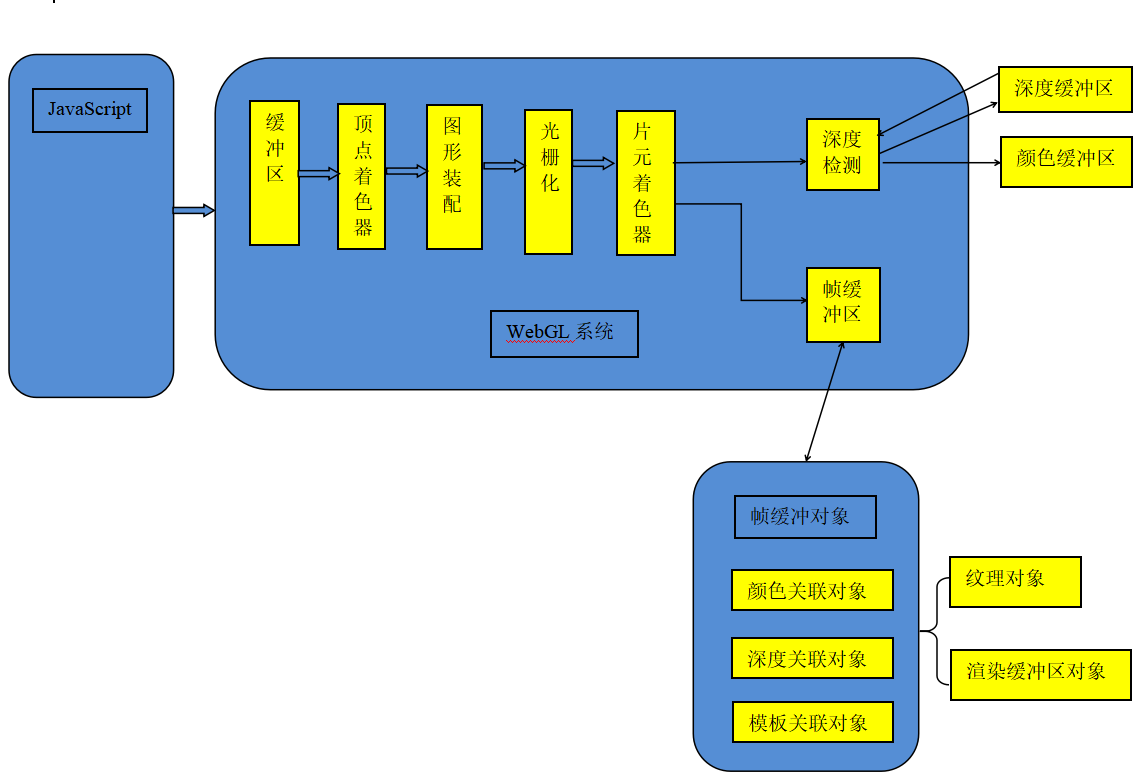 JavaScript
缓冲区
顶点着色器
图形装配
光栅化
片元着色器
深度
检测
深度缓冲区
颜色缓冲区
帧缓
冲区
WebGL 系统
帧缓冲对象
颜色关联对象
深度关联对象
模板关联对象
纹理对象
渲染缓冲区对象